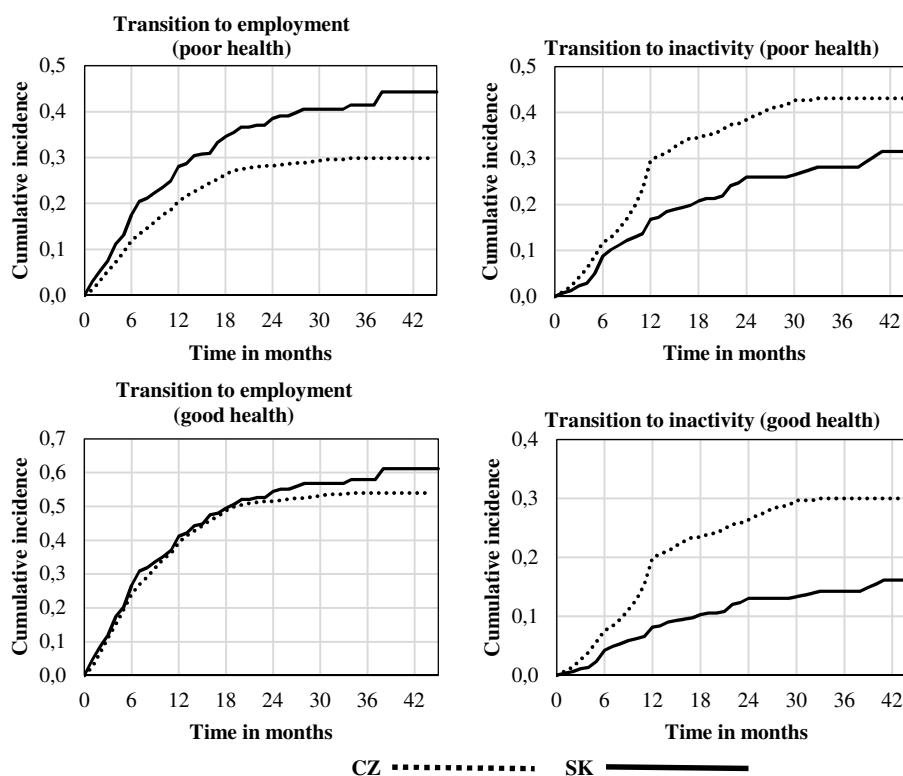 Transition to employment
(poor health)
Cumulative incidence
0,5
0,4
0,3
0,2
0,1
0,0
0 6 12 18 24 30 36 42
Time in months
Transition to inactivity (poor health)
Cumulative incidence
0,5
0,4
0,3
0,2
0,1
0,0
0 6 12 18 24 30 36 42
Time in months
Transition to employment
(good health)
Cumulative incidence
0,7
0,6
0,5
0,4
0,3
0,2
0,1
0,0
0 6 12 18 24 30 36 42
Time in months
Transition to inactivity (good health)
Cumulative incidence
0,4
0,3
0,2
0,1
0,0
0 6 12 18 24 30 36 42
Time in months
CZ SK